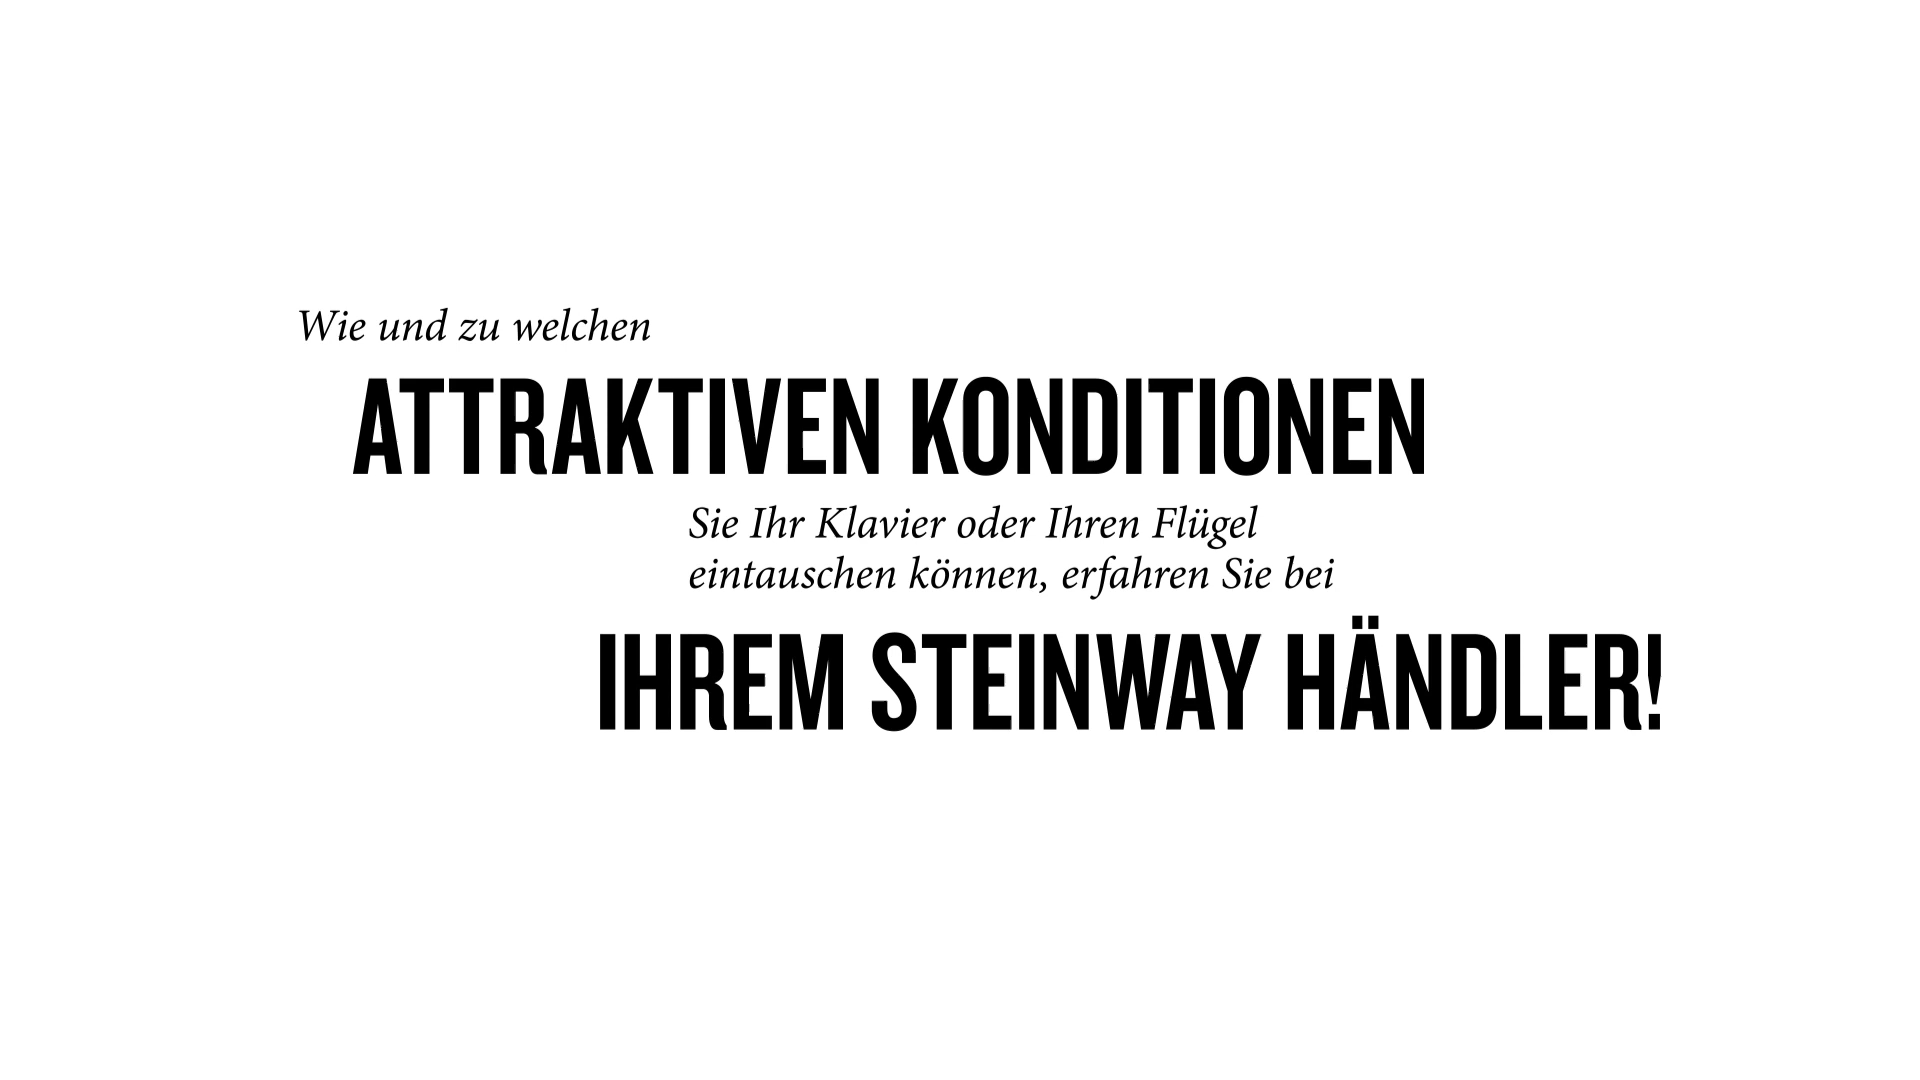 Wie und zu welchen
ATTRAKTIVEN KONDITIONEN
Sie Ihr Klavier oder Ihren Flügel
eintauschen können, erfahren Sie bei
IHREM STEINWAY HÄNDLER!